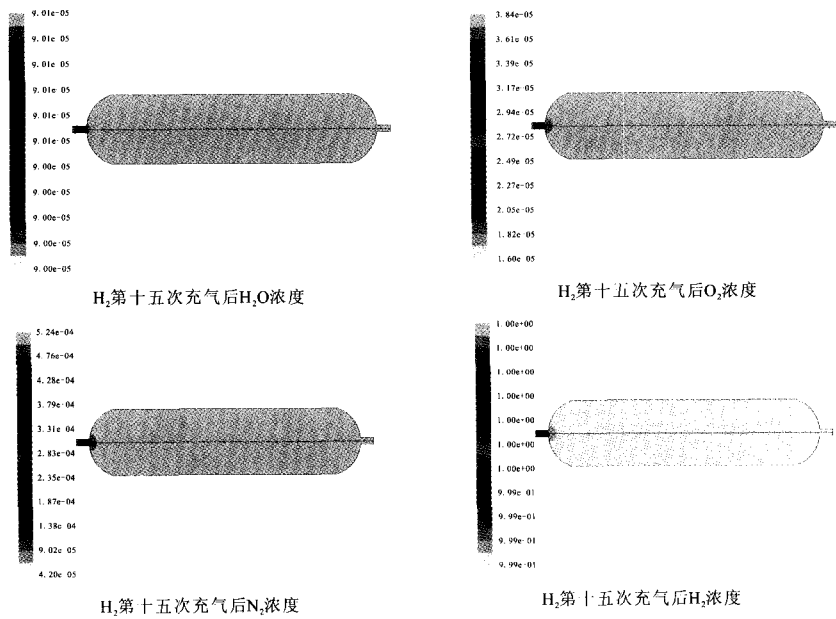 9.01e-05
9.01e 05
9.01e 05
9.01e 05
9.01e 05
9.01e-05
9.00e 05
9.00e 05
9.00e 05
9.00e 05
9.00e-05
H₂第十五次充气后H₂O浓度
3.84e-05
3.61e 05
3.39e 05
3.17e 05
2.94e 05
2.72e 05
2.49e 05
2.27e 05
2.05e 05
1.82e 05
1.60e 05
H₂第十五次充气后O₂浓度
5.24e-04
4.76e-04
4.28e-04
3.79e 04
3.31e 04
2.83e 04
2.35e 04
1.87e 04
1.38e 04
9.02e 05
4.20e 05
H₂第十五次充气后N₂浓度
1.00e+00
1.00e+00
1.00e+00
1.00e+00
1.00e+00
1.00e+00
1.00e+00
9.99e 01
9.99e-01
9.99e-01
9.99e-01
H₂第十五次充气后H₂浓度